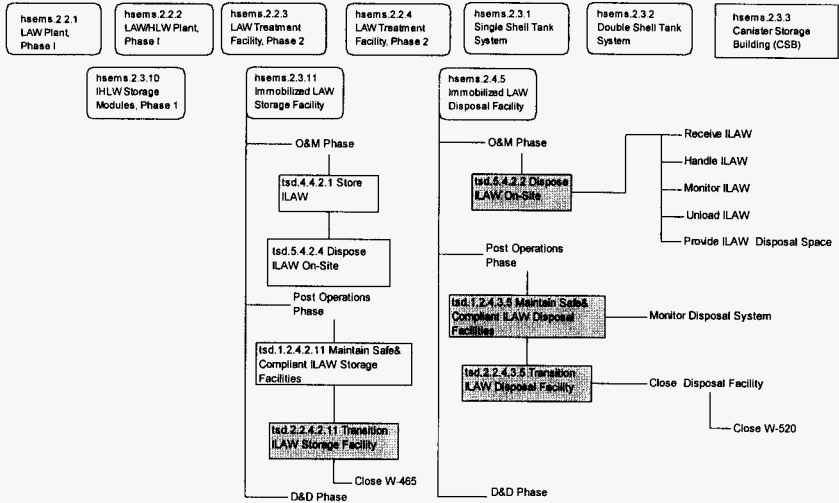 hsems.2.2.1
LAW Plant,
Phase I
hsems.2.2.2
LAW/HLW Plant,
Phase I
hsems.2.2.3
LAW Treatment
Facility, Phase 2
hsems.2.2.4
LAW Treatment
Facility, Phase 2
hsems.2.3.1
Single Shell Tank
System
hsems.2.3.2
Double Shell Tank
System
hsems.2.3.3
Canister Storage
Building (CSB)
hsems.2.3.10
IHLW Storage
Modules, Phase 1
hsems.2.3.11
Immobilized LAW
Storage Facility
O&M Phase
tsd.4.4.2.1 Store
ILAW
tsd.5.4.2.4 Dispose
ILAW On-Site
Post Operations
Phase
tsd.1.2.4.2.11 Maintain Safe&
Compliant ILAW Storage
Facilities
tsd.2.2.4.2.11 Transition
ILAW Storage Facility
Close W-465
D&D Phase
hsems.2.4.5
Immobilized LAW
Disposal Facility
O&M Phase
tsd.5.4.2.2 Dispose
ILAW On-Site
Receive ILAW
Handle ILAW
Monitor ILAW
Unload ILAW
Provide ILAW Disposal Space
Post Operations
Phase
tsd.1.2.4.3.5 Maintain Safe&
Compliant ILAW Disposal
Facilities
Monitor Disposal System
tsd.2.2.4.3.5 Transition
ILAW Disposal Facility
Close Disposal Facility
Close W-520
D&D Phase